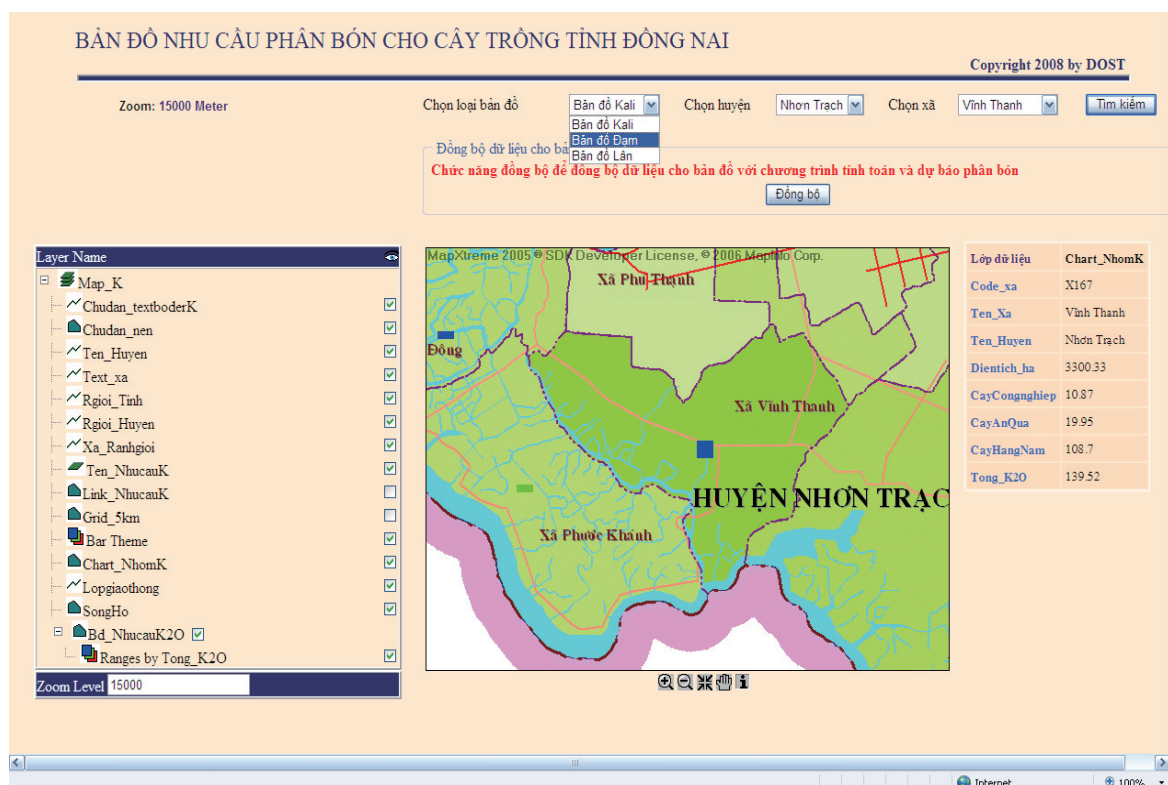 BẢN ĐỒ NHU CẦU PHÂN BÓN CHO CÂY TRỒNG TỈNH ĐỒNG NAI
Copyright 2008 by DOST
Zoom: 15000 Meter
Chọn loại bản đồ
Bản đồ Kali
Chọn huyện
Nhơn Trạch
Chọn xã
Vĩnh Thanh
Tìm kiếm
Bản đồ Kali
Bản đồ Đạm
Bản đồ Lân
Đồng bộ dữ liệu cho
Chức năng đồng bộ để đồng bộ dữ liệu cho bản đồ với chương trình tính toán và dự báo phân bón
Đồng bộ
Layer Name
Map_K
Chudan_textboderK
Chudan_nen
Ten_Huyen
Text_xa
Rgioi_Tinh
Rgioi_Huyen
Xa_Ranhgioi
Ten_NhucauK
Link_NhucauK
Grid_5km
Bar Theme
Chart_NhomK
Lopgiaothong
SongHo
Bd_NhucauK2O
Ranges by Tong_K2O
Zoom Level 15000
MapXtreme 2005 ® SDK Developer License, © 2006 MapInfo Corp.
Xã Phú Thạnh
Đông
Xã Vĩnh Thanh
HUYỆN NHƠN TRẠC
Xã Phước Khánh
Lớp dữ liệu Chart_NhomK
Code_xa X167
Ten_Xa Vĩnh Thanh
Ten_Huyen Nhơn Trạch
Dientich_ha 3300.33
CayCongnghiep 10.87
CayAnQua 19.95
CayHangNam 108.7
Tong_K2O 139.52
Internet
100%